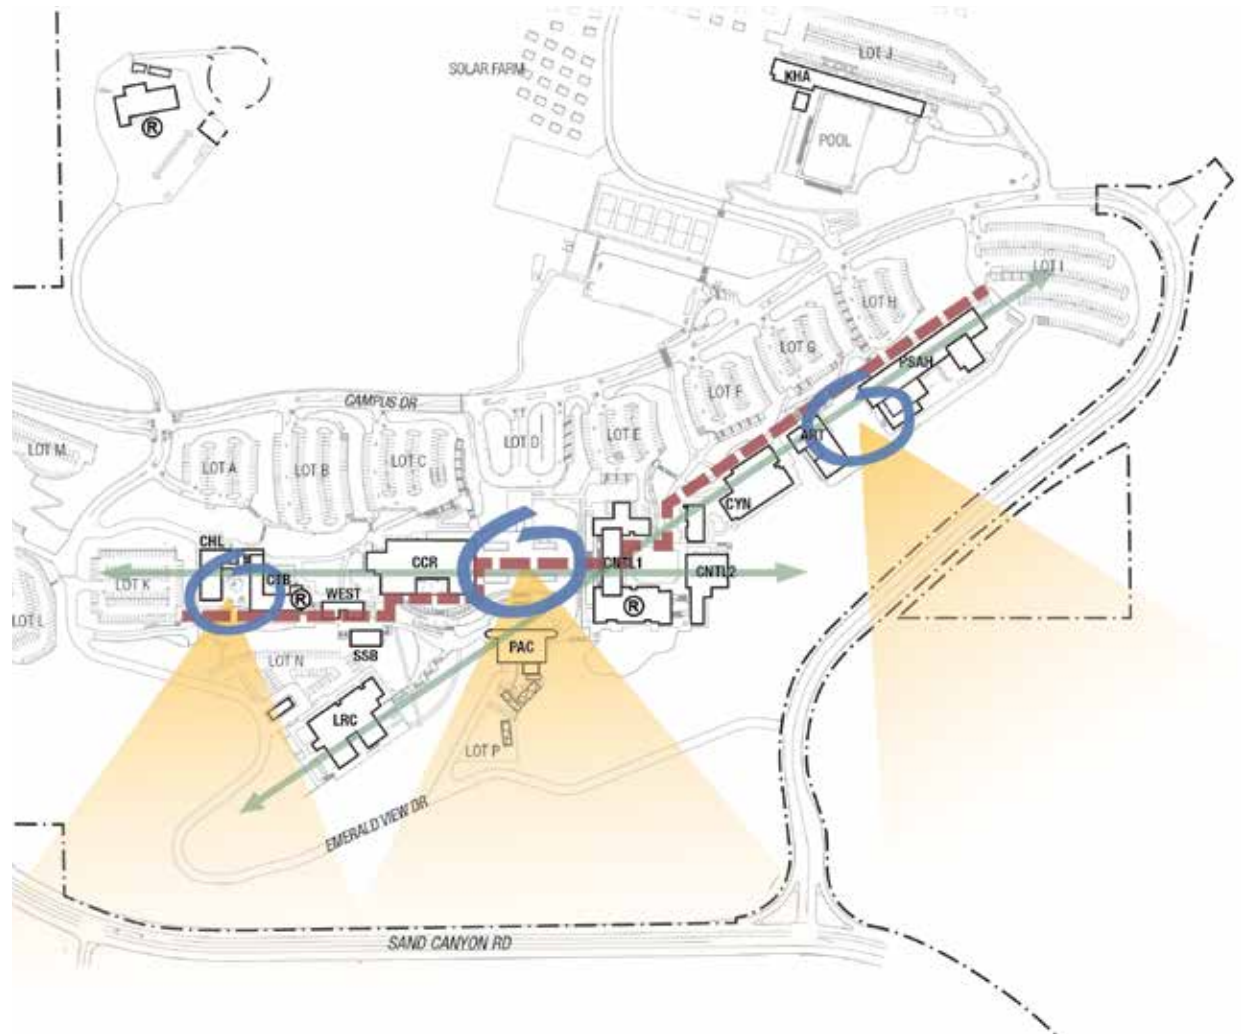 LOT J
SOLAR FARM
KHA
R
POOL
LOT I
LOT H
LOT G
PSAH
LOT F
CAMPUS DR
ART
LOT M
LOT A
LOT B
LOT C
LOT D
LOT E
CYN
CHL
CCR
CNTL1
CNTL2
LOT K
CTB
R
WEST
R
LOT L
SSB
PAC
LOT N
LRC
LOT P
EMERALD VIEW DR
SAND CANYON RD